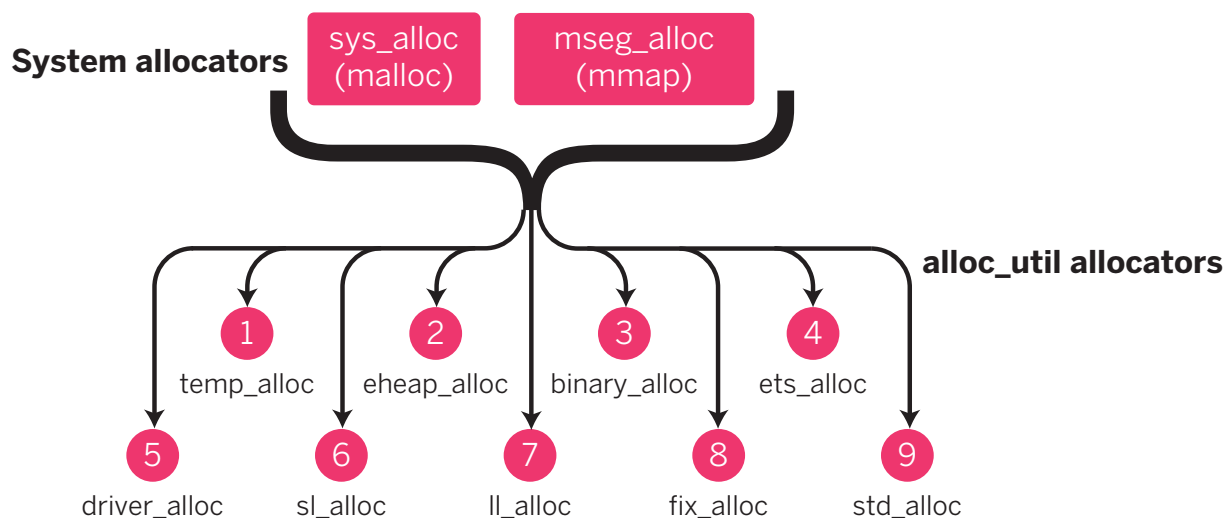 System allocators
sys_alloc
(malloc)
mseg_alloc
(mmap)
alloc_util allocators
1
2
3
4
temp_alloc
eheap_alloc
binary_alloc
ets_alloc
5
6
7
8
9
driver_alloc
sl_alloc
ll_alloc
fix_alloc
std_alloc